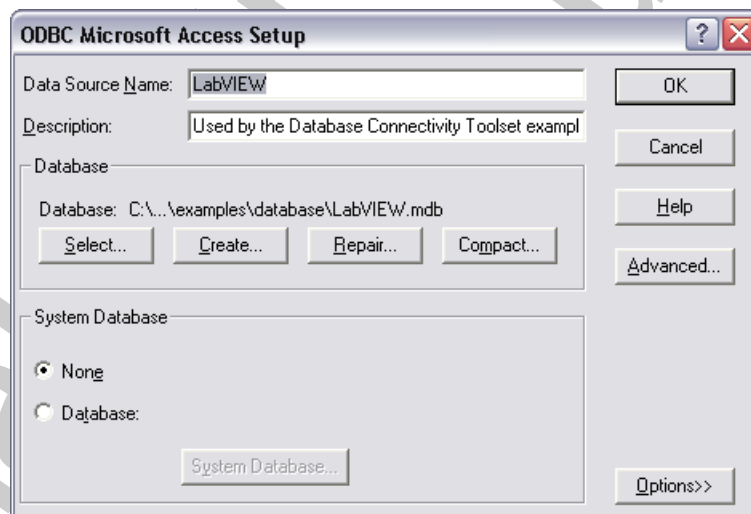 ODBC Microsoft Access Setup
Data Source Name: LabVIEW
OK
Description: Used by the Database Connectivity Toolset exampl
Cancel
Database
Database: C:\...\examples\database\LabVIEW.mdb
Help
Select... Create... Repair... Compact...
Advanced...
System Database
None
Database:
System Database...
Options>>